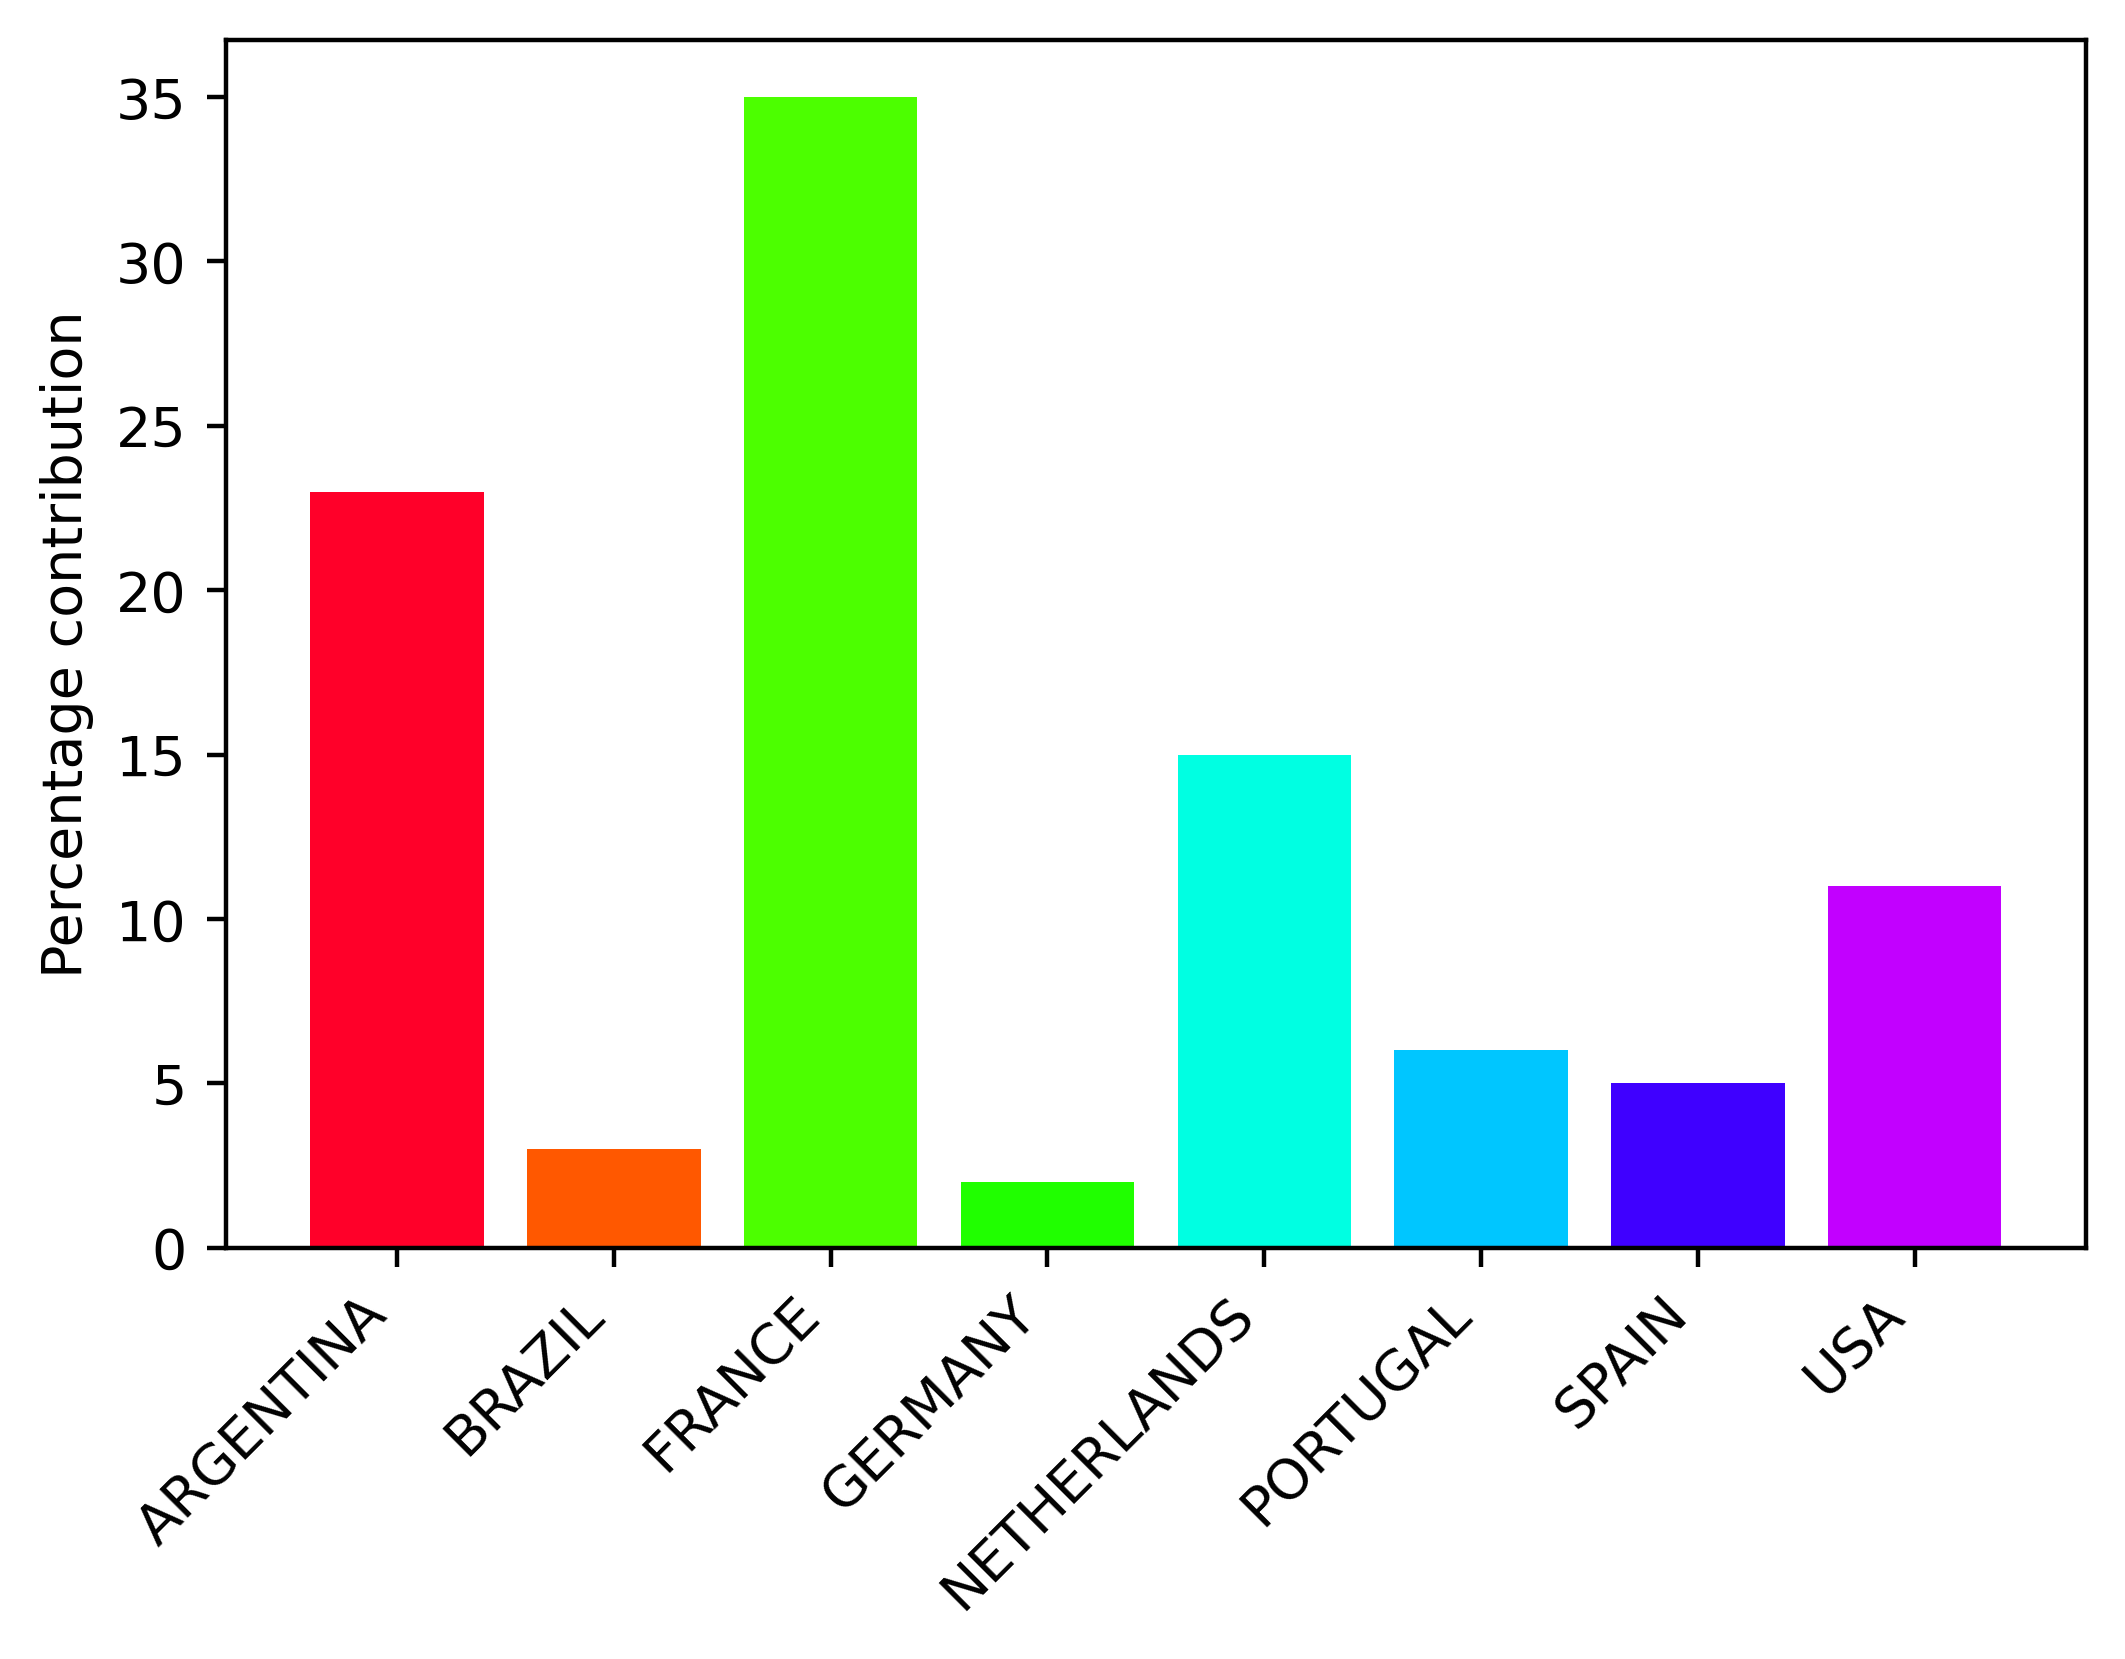 Percentage contribution
35
30
25
20
15
10
5
0
ARGENTINA
BRAZIL
FRANCE
GERMANY
NETHERLANDS
PORTUGAL
SPAIN
USA